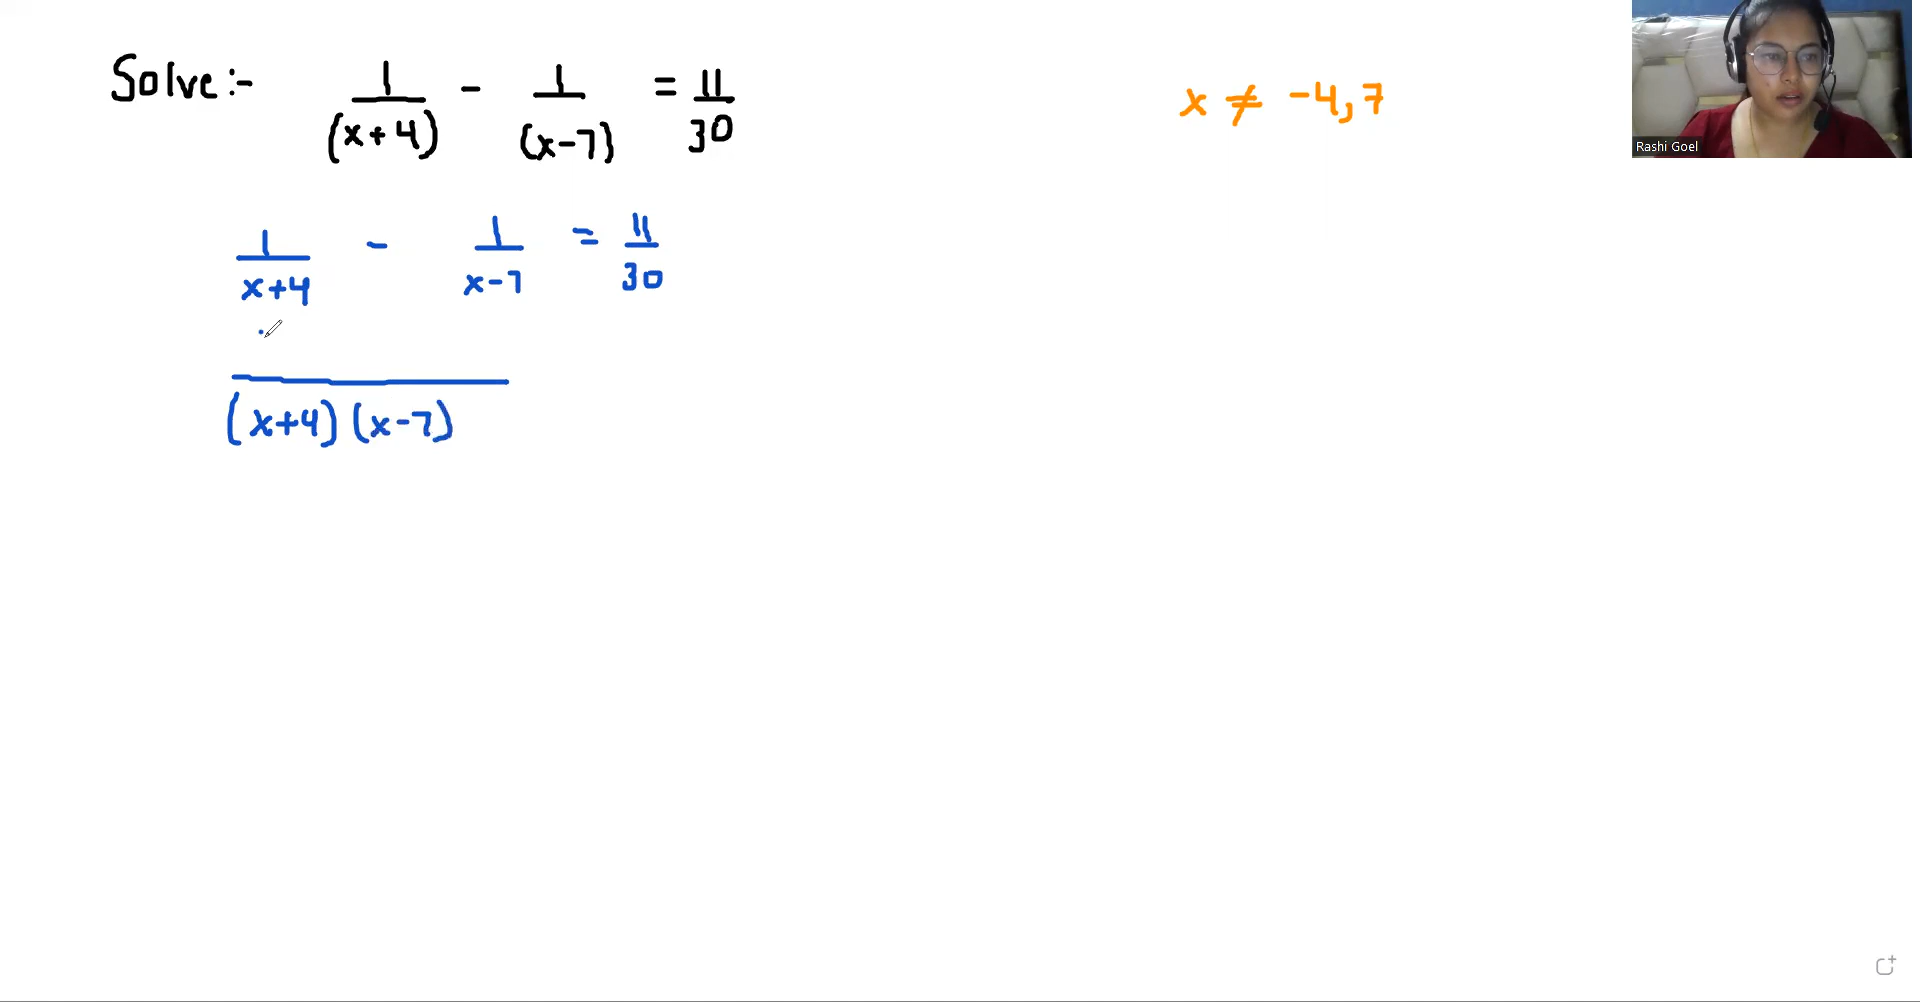 Solve :- 1/(x+4) - 1/(x-7) = 11/30
x ≠ -4, 7
Rashi Goel
1/x+4 - 1/x-7 = 11/30
(x+4) (x-7)